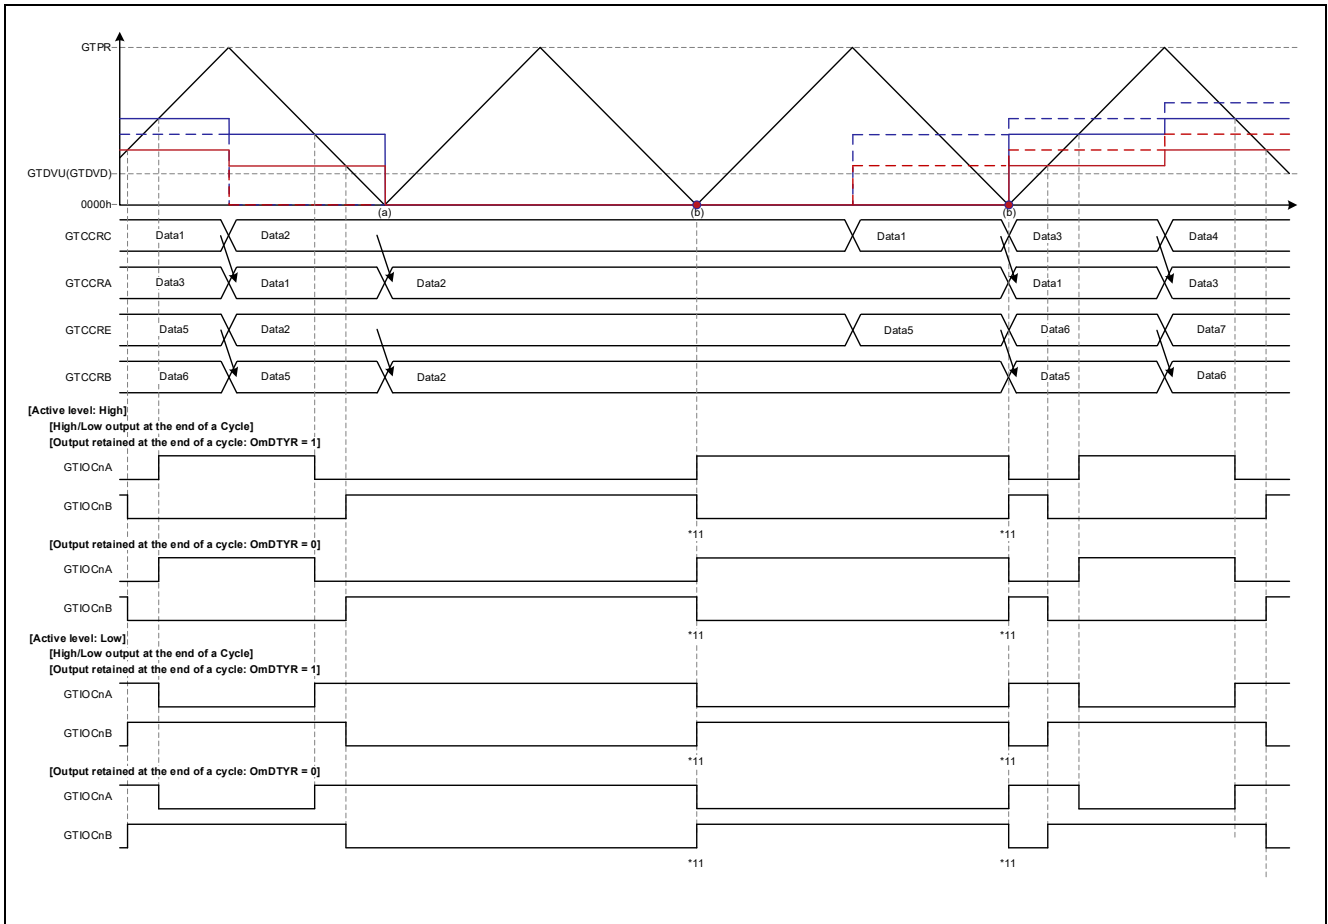 GTPR
GTDVU(GTDVD)
0000h
(a) (b) (b)
GTCCRC Data1 Data2 Data1 Data3 Data4
GTCCRA Data3 Data1 Data2 Data1 Data3
GTCCRE Data5 Data2 Data5 Data6 Data7
GTCCRB Data6 Data5 Data2 Data5 Data6
[Active level: High]
[High/Low output at the end of a Cycle]
[Output retained at the end of a cycle: OmDTYR = 1]
GTIOCnA
GTIOCnB
*11 *11
[Output retained at the end of a cycle: OmDTYR = 0]
GTIOCnA
GTIOCnB
*11 *11
[Active level: Low]
[High/Low output at the end of a Cycle]
[Output retained at the end of a cycle: OmDTYR = 1]
GTIOCnA
GTIOCnB
*11 *11
[Output retained at the end of a cycle: OmDTYR = 0]
GTIOCnA
GTIOCnB
*11 *11